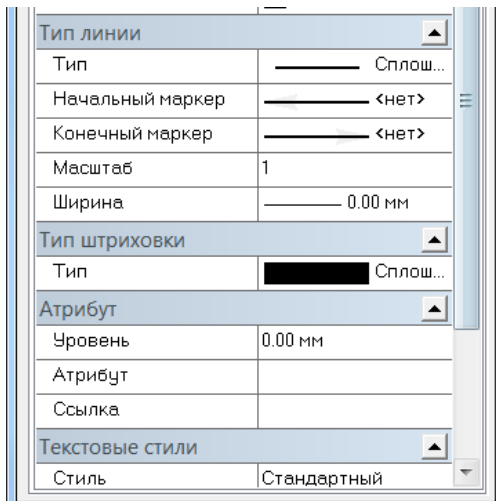 Тип линии
Тип Сплош...
Начальный маркер <нет>
Конечный маркер <нет>
Масштаб 1
Ширина 0.00 мм
Тип штриховки
Тип Сплош...
Атрибут
Уровень 0.00 мм
Атрибут
Ссылка
Текстовые стили
Стиль Стандартный